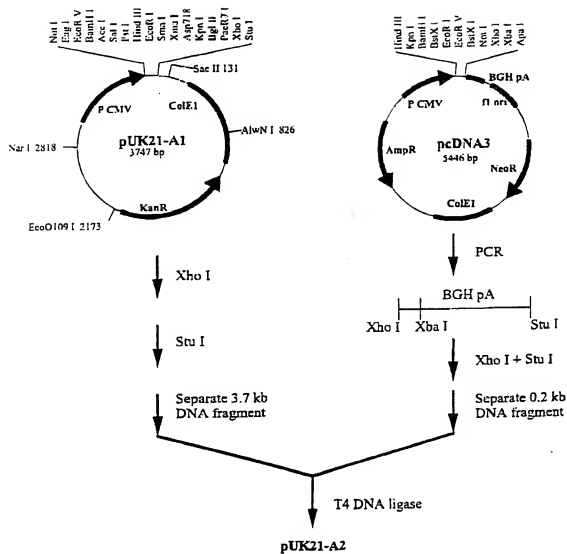 Not I
Eag I
EcoR V
BamH I
Acc I
Sal I
Pst I
Hind III
EcoR I
Sma I
Xma I
Asp718
Kpn I
Bgl II
PaeR7 I
Xho I
Stu I
Sac II 131
P CMV
ColE1
pUK21-A1
3747 bp
AlwN I 826
Nar I 2818
KanR
EcoO109 I 2173
Hind III
Kpn I
BamH I
BstX I
EcoR I
EcoR V
BstX I
Not I
Xho I
Xba I
Apa I
BGH pA
P CMV
f1 ori
AmpR
pcDNA3
5446 bp
NeoR
ColE1
Xho I
PCR
BGH pA
Xho I Xba I Stu I
Stu I
Xho I + Stu I
Separate 3.7 kb
DNA fragment
Separate 0.2 kb
DNA fragment
T4 DNA ligase
pUK21-A2